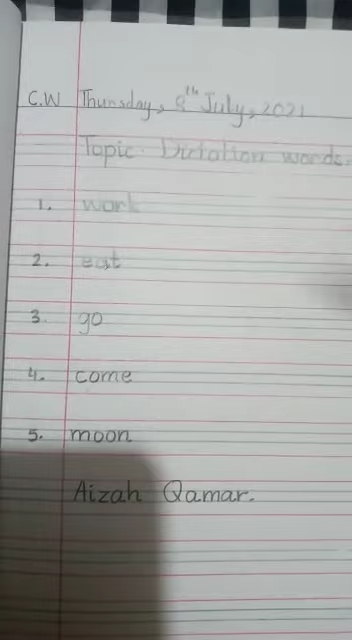 C.W Thursday, 8th July, 2021
Topic. Dictation words.
1. work
2. eat
3. go
4. come
5. moon
Aizah Qamar.